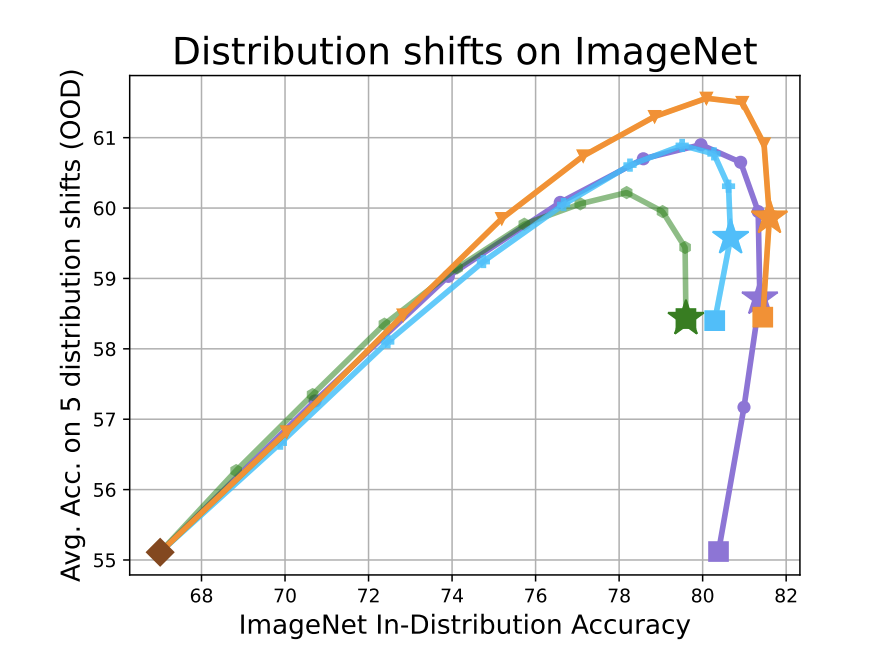 Distribution shifts on ImageNet
Avg. Acc. on 5 distribution shifts (OOD)
61
60
59
58
57
56
55
68 70 72 74 76 78 80 82
ImageNet In-Distribution Accuracy